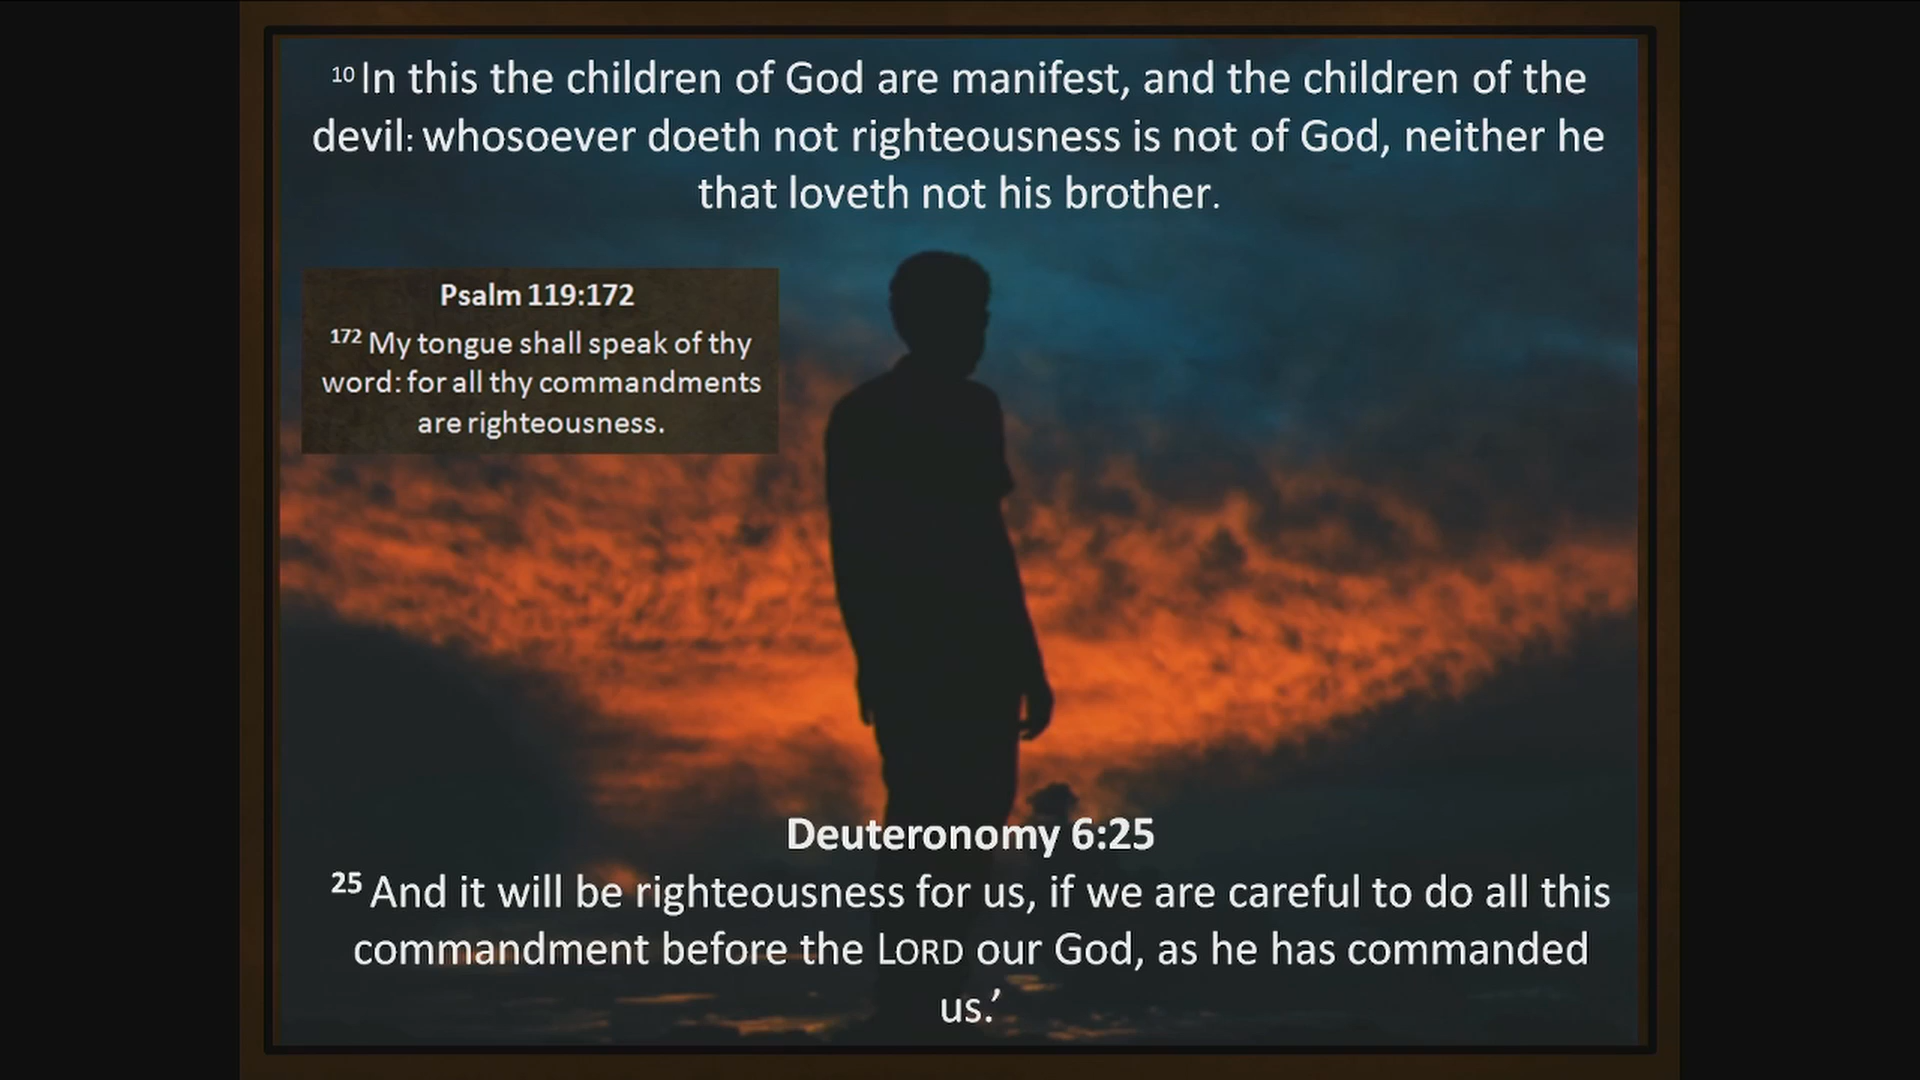 10 In this the children of God are manifest, and the children of the
devil: whosoever doeth not righteousness is not of God, neither he
that loveth not his brother.
Psalm 119:172
172 My tongue shall speak of thy
word: for all thy commandments
are righteousness.
Deuteronomy 6:25
25 And it will be righteousness for us, if we are careful to do all this
commandment before the LORD our God, as he has commanded
us.’